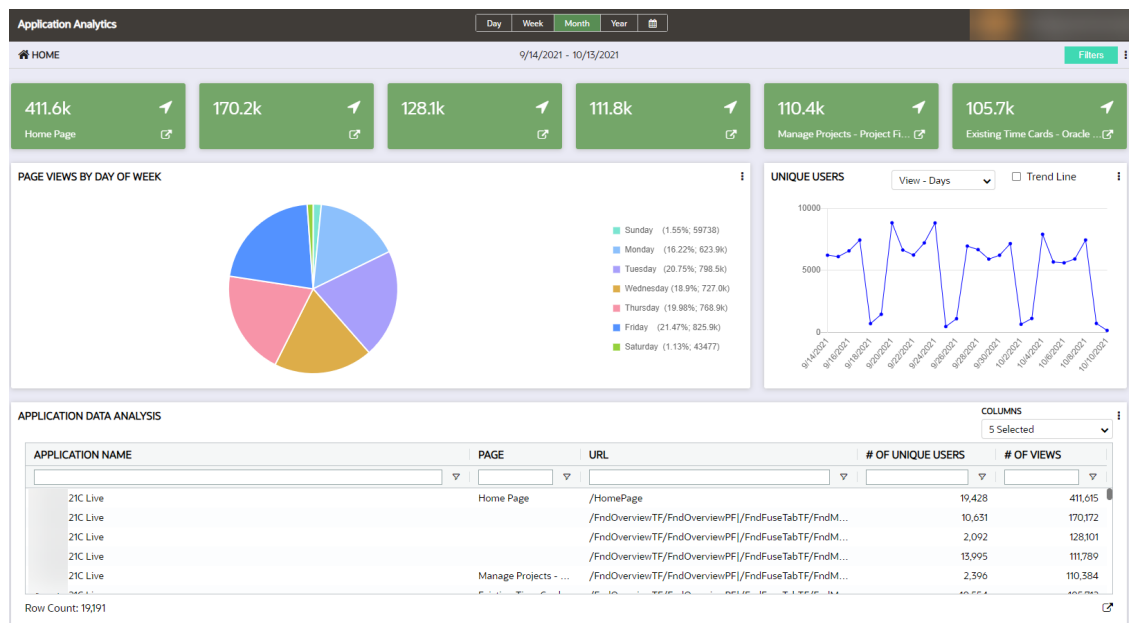 Application Analytics
Day Week Month Year
HOME
9/14/2021 - 10/13/2021
Filters
411.6k
Home Page
170.2k
128.1k
111.8k
110.4k
Manage Projects - Project Fi...
105.7k
Existing Time Cards - Oracle ...
PAGE VIEWS BY DAY OF WEEK
Sunday (1.55%; 59738)
Monday (16.22%; 623.9k)
Tuesday (20.75%; 798.5k)
Wednesday (18.9%; 727.0k)
Thursday (19.98%; 768.9k)
Friday (21.47%; 825.9k)
Saturday (1.13%; 43477)
UNIQUE USERS
View - Days
Trend Line
10000
5000
0
9/14/2021
9/16/2021
9/18/2021
9/20/2021
9/22/2021
9/24/2021
9/26/2021
9/28/2021
9/30/2021
10/2/2021
10/4/2021
10/6/2021
10/8/2021
10/10/2021
APPLICATION DATA ANALYSIS
COLUMNS
5 Selected
APPLICATION NAME PAGE URL # OF UNIQUE USERS # OF VIEWS
21C Live Home Page /HomePage 19,428 411,615
21C Live /FndOverviewTF/FndOverviewPF|/FndFuseTabTF/FndM... 10,631 170,172
21C Live /FndOverviewTF/FndOverviewPF|/FndFuseTabTF/FndM... 2,092 128,101
21C Live /FndOverviewTF/FndOverviewPF|/FndFuseTabTF/FndM... 13,995 111,789
21C Live Manage Projects - ... /FndOverviewTF/FndOverviewPF|/FndFuseTabTF/FndM... 2,396 110,384
Row Count: 19,191